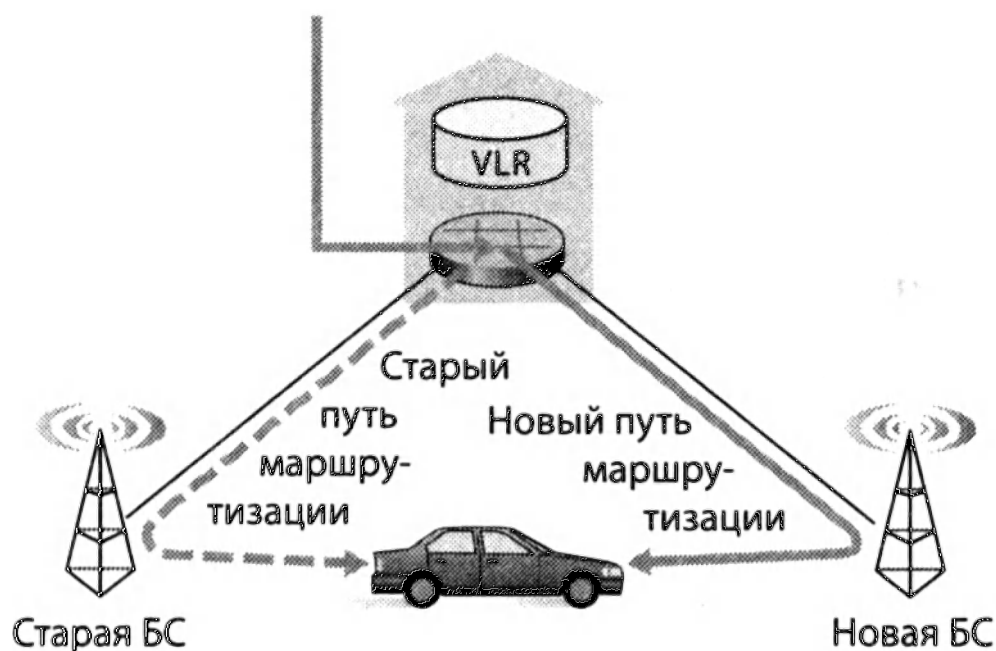 VLR
Старый
путь
маршру-
тизации
Новый путь
маршру-
тизации
Старая БС
Новая БС